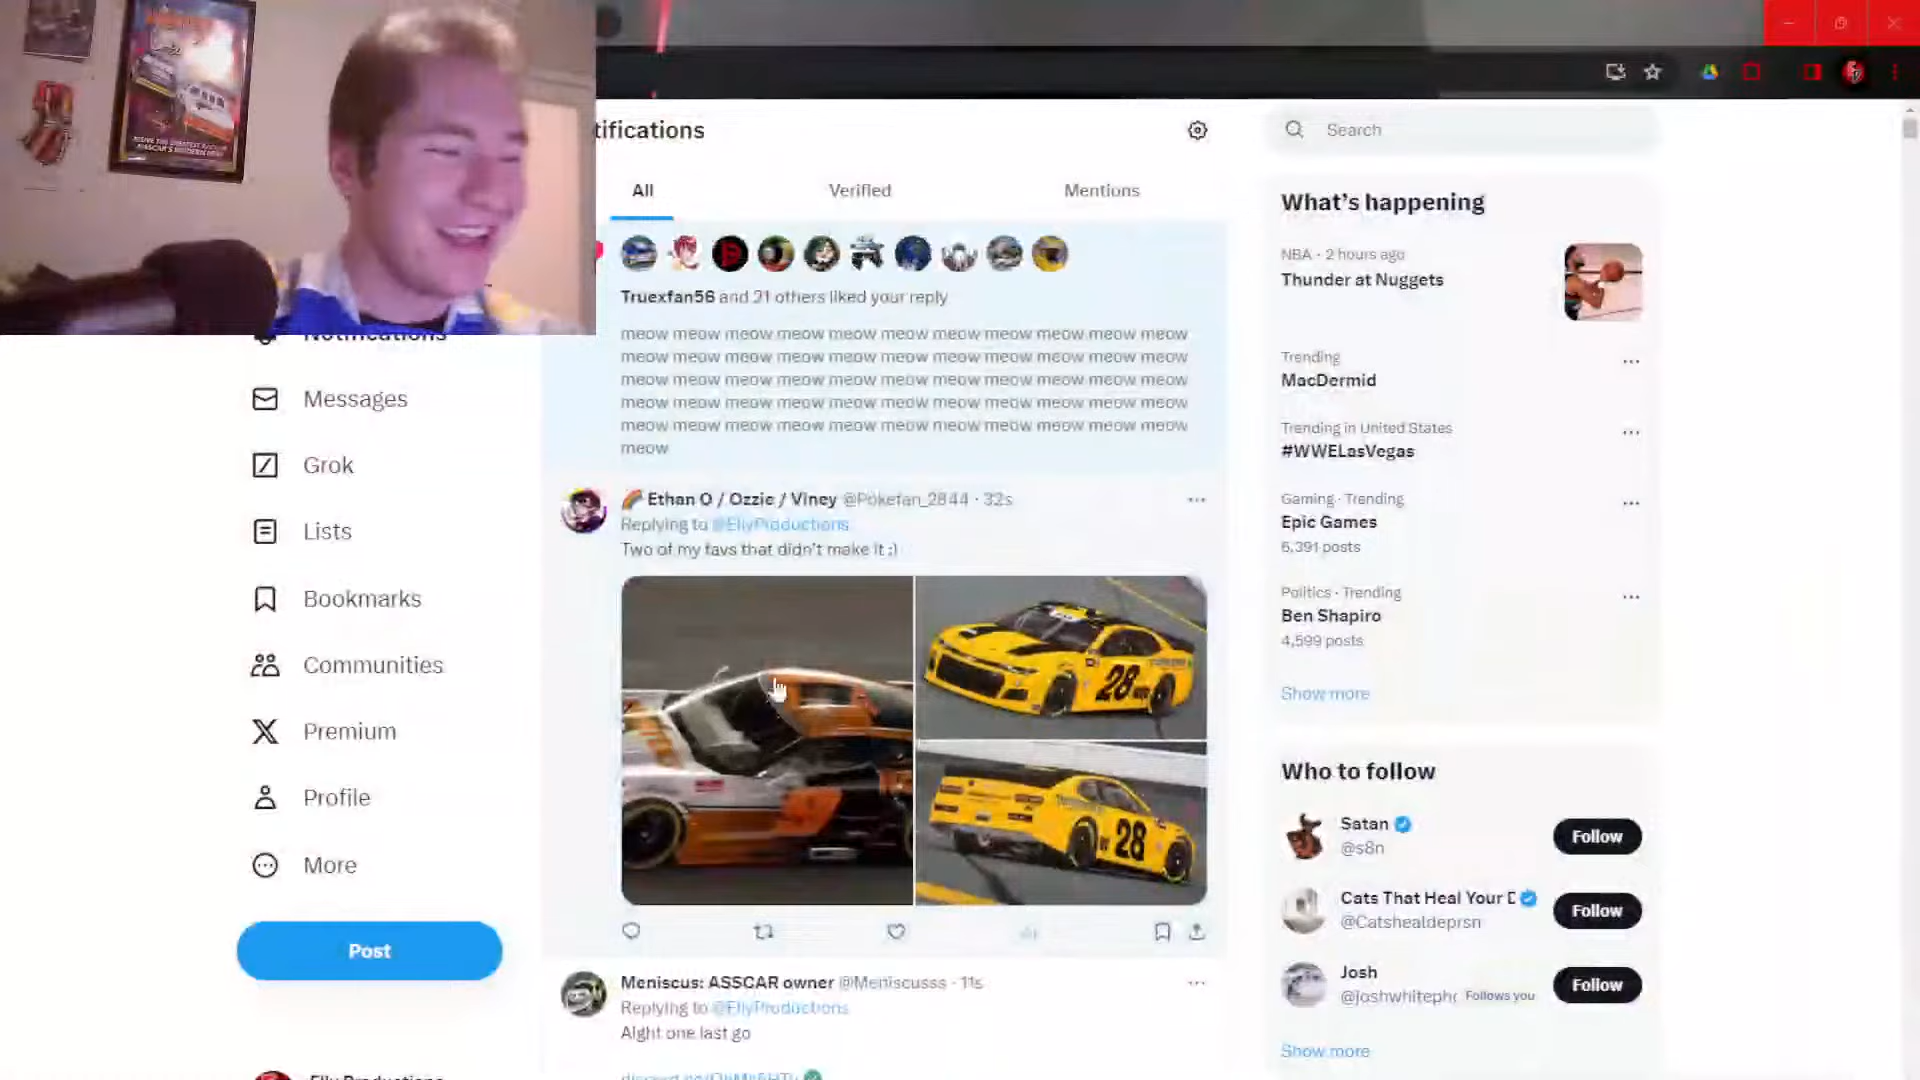 tifications
Search
All
Verified
Mentions
Truexfan56 and 21 others liked your reply
meow meow meow meow meow meow meow meow meow meow meow
meow meow meow meow meow meow meow meow meow meow meow
meow meow meow meow meow meow meow meow meow meow meow
meow meow meow meow meow meow meow meow meow meow meow
meow meow meow meow meow meow meow meow meow meow meow
meow
Notifications
Messages
Grok
Lists
Bookmarks
Communities
Premium
Profile
More
Post
Elly Productions
Ethan O / Ozzie / Viney @Pokefan_2844 · 32s
Replying to @EllyProductions
Two of my favs that didn't make it :)
28
28
Meniscus: ASSCAR owner @Meniscusss · 11s
Replying to @EllyProductions
Alght one last go
What's happening
NBA · 2 hours ago
Thunder at Nuggets
Trending
MacDermid
Trending in United States
#WWELasVegas
Gaming · Trending
Epic Games
6,391 posts
Politics · Trending
Ben Shapiro
4,599 posts
Show more
Who to follow
Satan
@s8n
Follow
Cats That Heal Your D
@Catshealdeprsn
Follow
Josh
@joshwhitepho Follows you
Follow
Show more